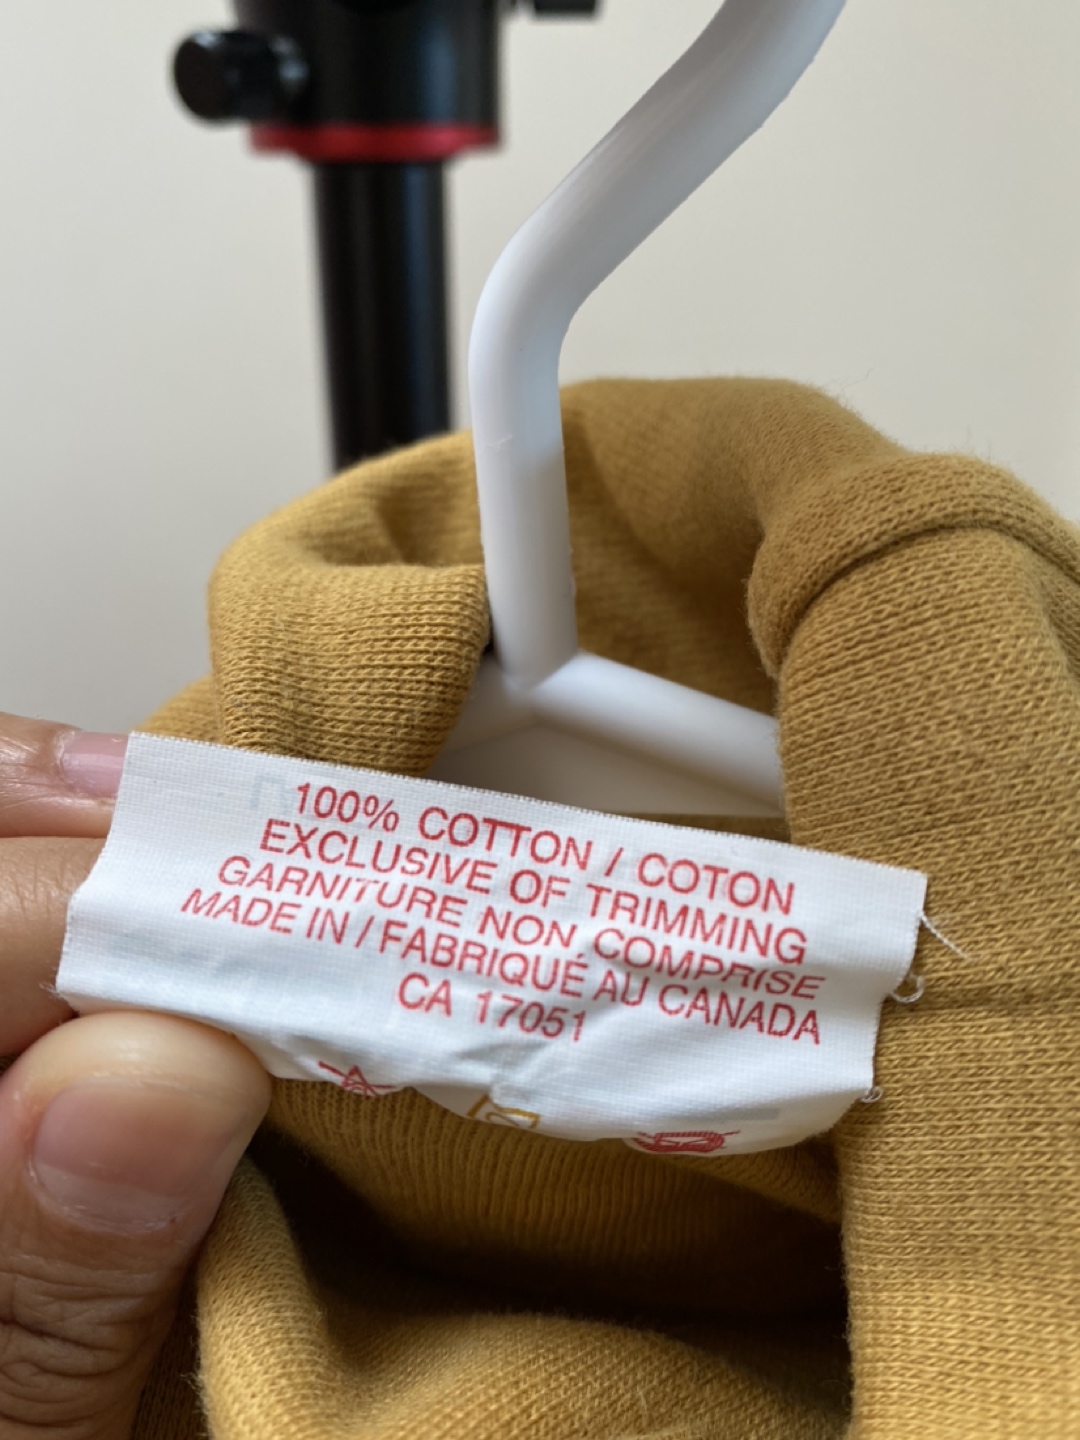 100% COTTON / COTON
EXCLUSIVE OF TRIMMING
GARNITURE NON COMPRISE
MADE IN / FABRIQUÉ AU CANADA
CA 17051